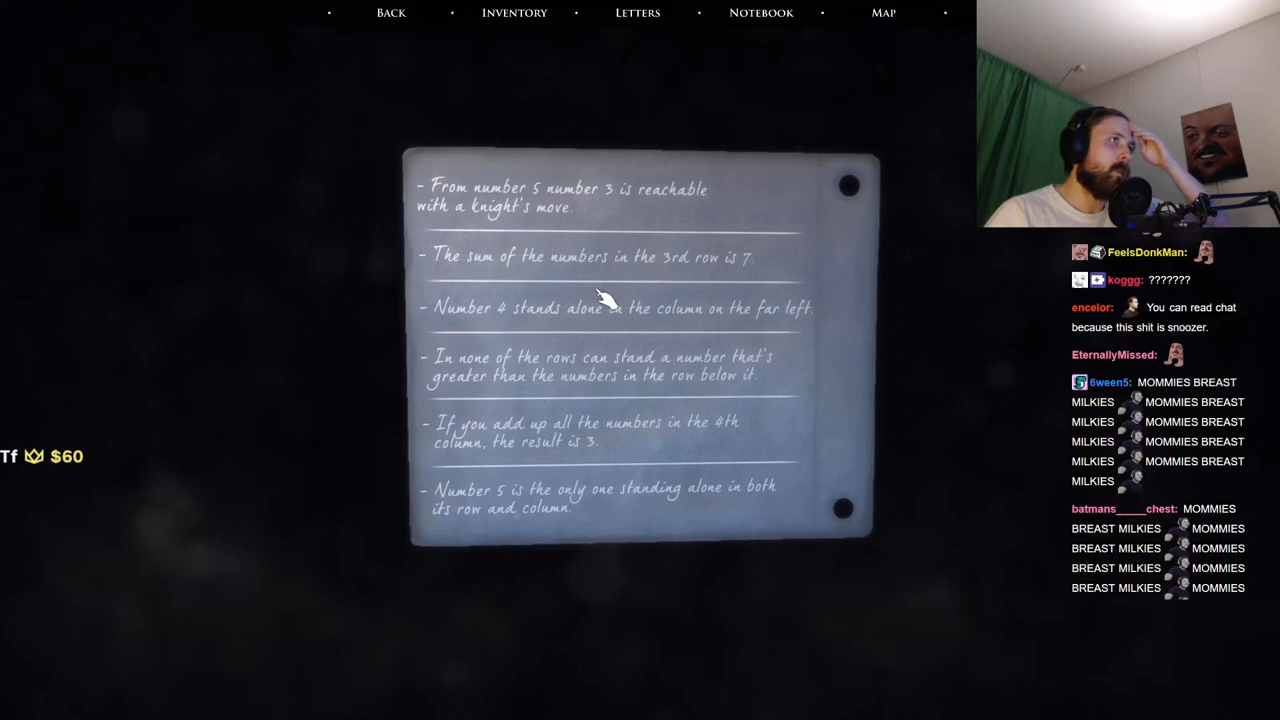 BACK
INVENTORY
LETTERS
NOTEBOOK
MAP
- From number 5 number 3 is reachable
with a knight's move.
- The sum of the numbers in the 3rd row is 7.
- Number 4 stands alone in the column on the far left.
- In none of the rows can stand a number that's
greater than the numbers in the row below it.
- If you add up all the numbers in the 4th
column, the result is 3.
- Number 5 is the only one standing alone in both
its row and column.
Tf $60
FeelsDonkMan:
koggg: ???????
encelor: You can read chat
because this shit is snoozer.
EternallyMissed:
6ween5: MOMMIES BREAST
MILKIES MOMMIES BREAST
MILKIES MOMMIES BREAST
MILKIES MOMMIES BREAST
MILKIES MOMMIES BREAST
MILKIES
batmans_____chest: MOMMIES
BREAST MILKIES MOMMIES
BREAST MILKIES MOMMIES
BREAST MILKIES MOMMIES
BREAST MILKIES MOMMIES